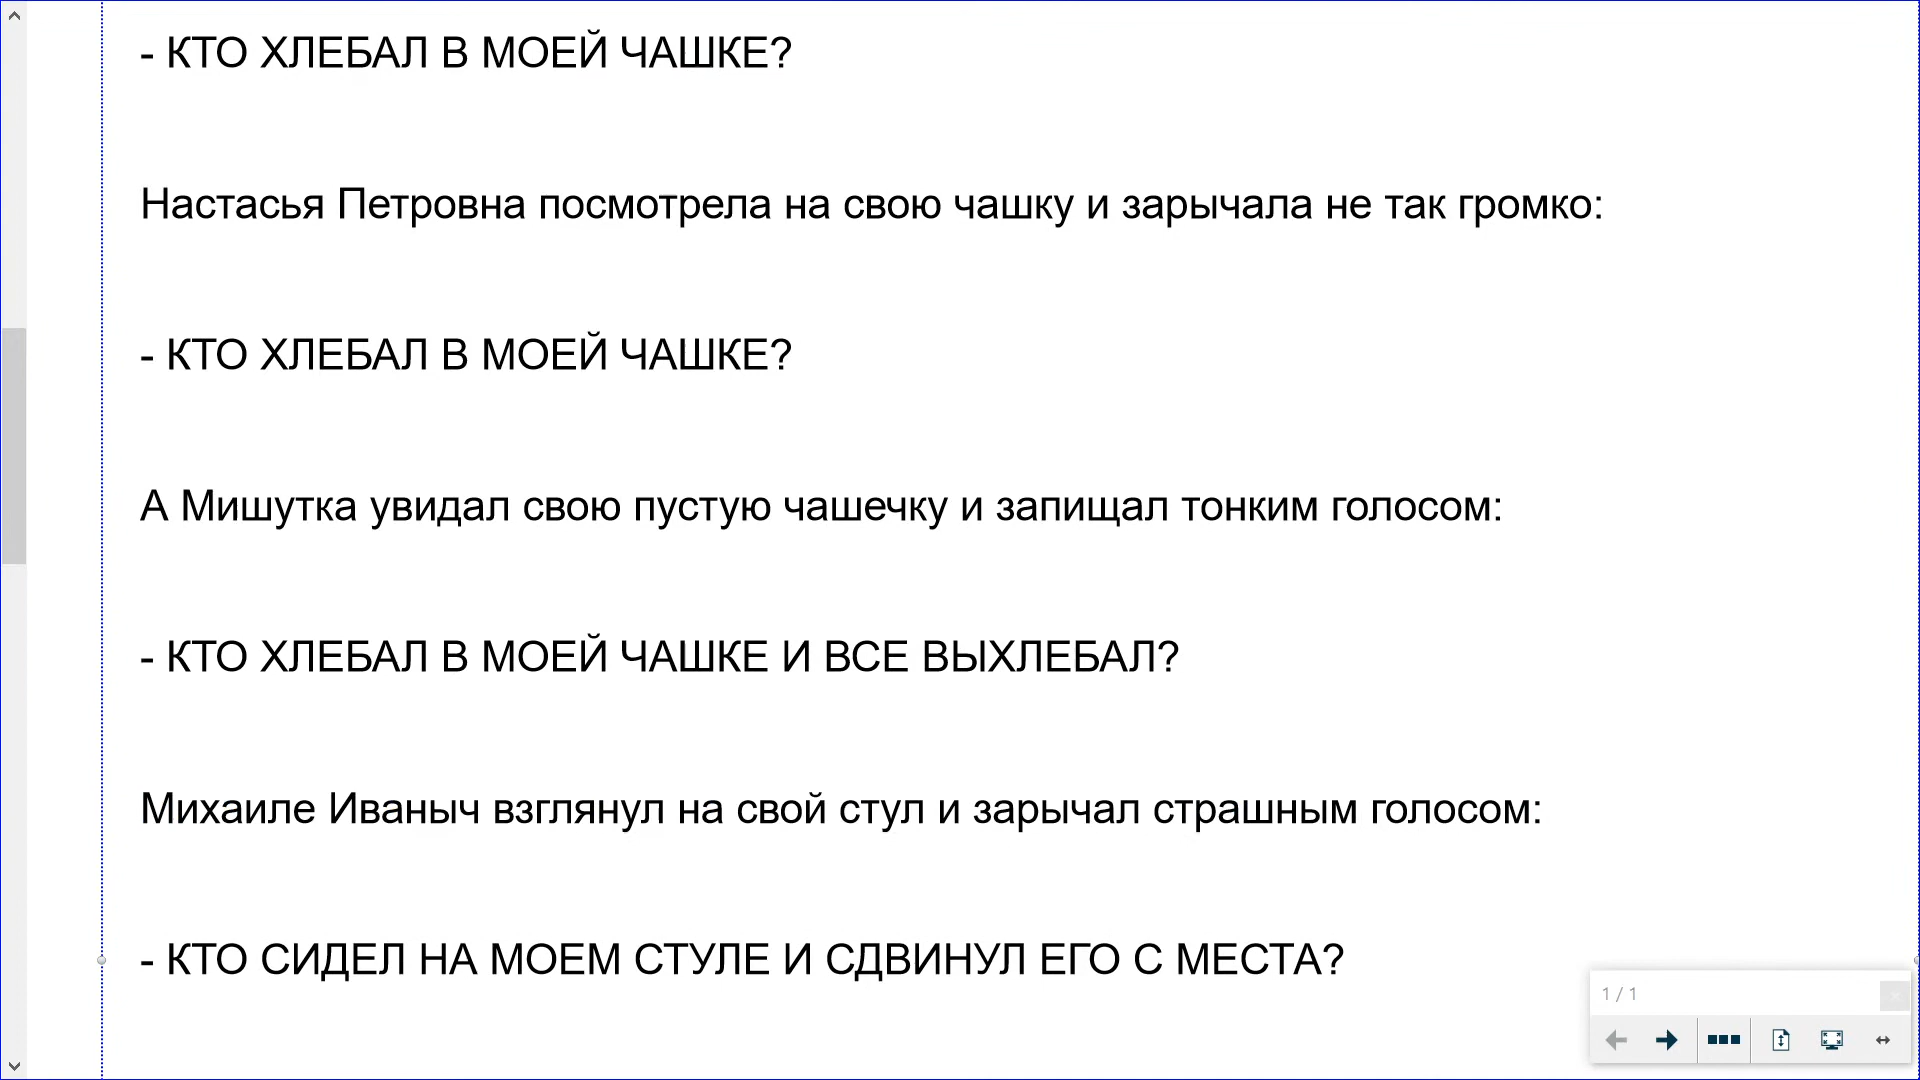 - КТО ХЛЕБАЛ В МОЕЙ ЧАШКЕ?
Настасья Петровна посмотрела на свою чашку и зарычала не так громко:
- КТО ХЛЕБАЛ В МОЕЙ ЧАШКЕ?
А Мишутка увидал свою пустую чашечку и запищал тонким голосом:
- КТО ХЛЕБАЛ В МОЕЙ ЧАШКЕ И ВСЕ ВЫХЛЕБАЛ?
Михаиле Иваныч взглянул на свой стул и зарычал страшным голосом:
- КТО СИДЕЛ НА МОЕМ СТУЛЕ И СДВИНУЛ ЕГО С МЕСТА?
1 / 1